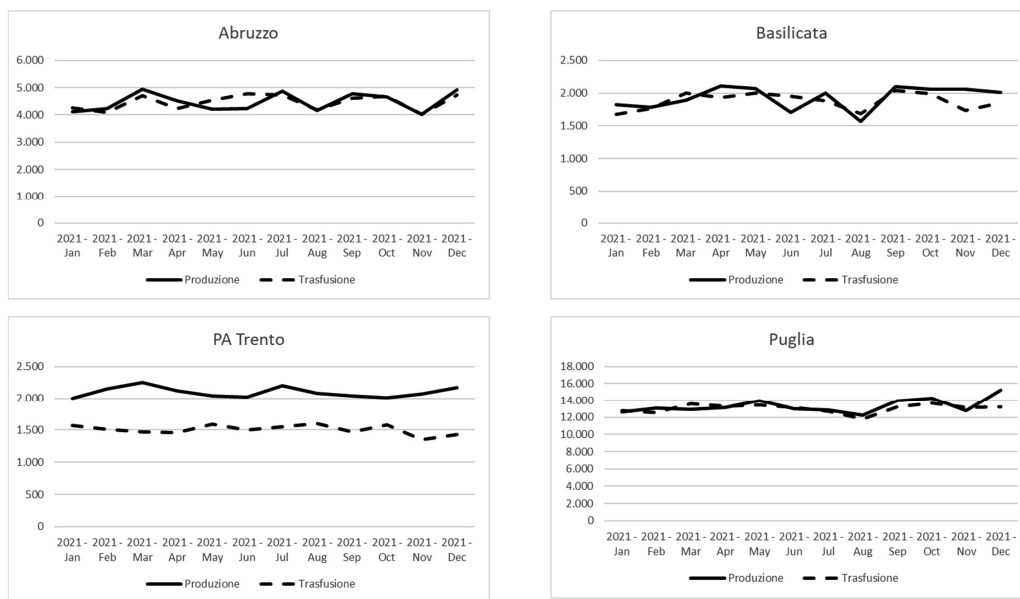 Abruzzo
6.000
5.000
4.000
3.000
2.000
1.000
0
2021 - 2021 - 2021 - 2021 - 2021 - 2021 - 2021 - 2021 - 2021 - 2021 - 2021 - 2021 -
Jan Feb Mar Apr May Jun Jul Aug Sep Oct Nov Dec
Produzione Trasfusione
Basilicata
2.500
2.000
1.500
1.000
500
0
2021 - 2021 - 2021 - 2021 - 2021 - 2021 - 2021 - 2021 - 2021 - 2021 - 2021 - 2021 -
Jan Feb Mar Apr May Jun Jul Aug Sep Oct Nov Dec
Produzione Trasfusione
PA Trento
2.500
2.000
1.500
1.000
500
0
2021 - 2021 - 2021 - 2021 - 2021 - 2021 - 2021 - 2021 - 2021 - 2021 - 2021 - 2021 -
Jan Feb Mar Apr May Jun Jul Aug Sep Oct Nov Dec
Produzione Trasfusione
Puglia
18.000
16.000
14.000
12.000
10.000
8.000
6.000
4.000
2.000
0
2021 - 2021 - 2021 - 2021 - 2021 - 2021 - 2021 - 2021 - 2021 - 2021 - 2021 - 2021 -
Jan Feb Mar Apr May Jun Jul Aug Sep Oct Nov Dec
Produzione Trasfusione